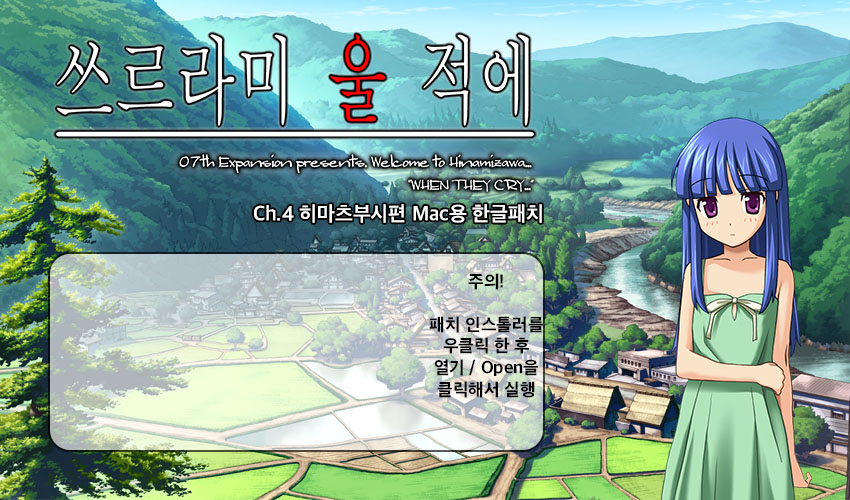 쓰르라미 울 적에
07th Expansion presents. Welcome to Hinamizawa...
"WHEN THEY CRY..."
Ch.4 히마츠부시편 Mac용 한글패치
주의!
패치 인스톨러를
우클릭 한 후
열기 / Open을
클릭해서 실행